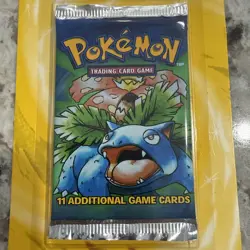 POKéMON
TRADING CARD GAME
11 ADDITIONAL GAME CARDS